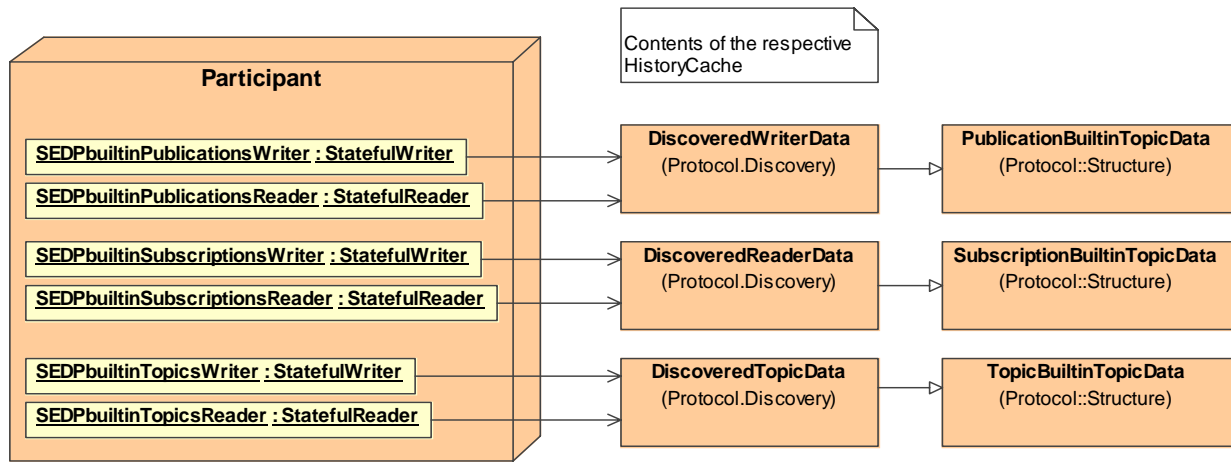 Contents of the respective
HistoryCache
Participant
SEDPbuiltinPublicationsWriter : StatefulWriter
SEDPbuiltinPublicationsReader : StatefulReader
SEDPbuiltinSubscriptionsWriter : StatefulWriter
SEDPbuiltinSubscriptionsReader : StatefulReader
SEDPbuiltinTopicsWriter : StatefulWriter
SEDPbuiltinTopicsReader : StatefulReader
DiscoveredWriterData
(Protocol.Discovery)
PublicationBuiltinTopicData
(Protocol::Structure)
DiscoveredReaderData
(Protocol.Discovery)
SubscriptionBuiltinTopicData
(Protocol::Structure)
DiscoveredTopicData
(Protocol.Discovery)
TopicBuiltinTopicData
(Protocol::Structure)